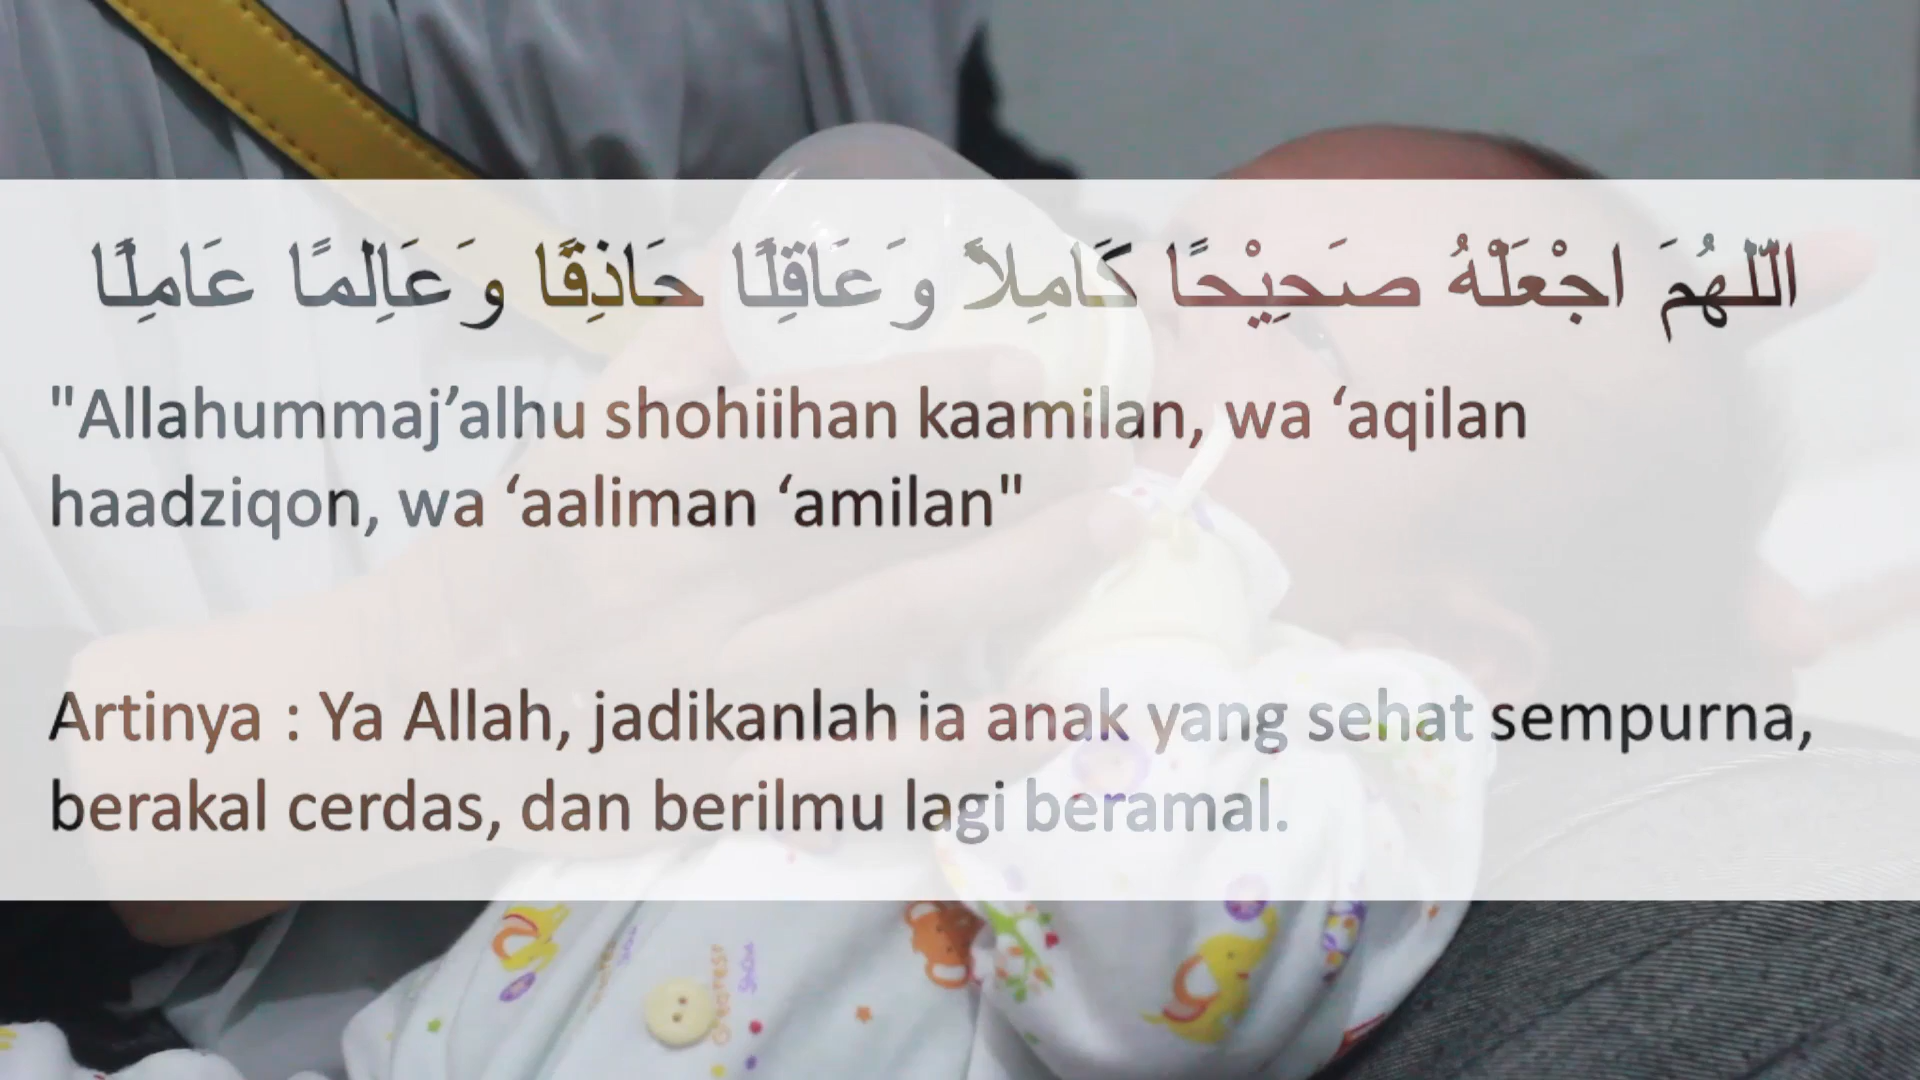 اللّٰهُمَ اجْعَلْهُ صَحِيْحًا كَامِلاً وَعَاقِلًا حَاذِقًا وَعَالِمًا عَامِلًا
"Allahummaj’alhu shohiihan kaamilan, wa ‘aqilan
haadziqon, wa ‘aaliman ‘amilan"
Artinya : Ya Allah, jadikanlah ia anak yang sehat sempurna,
berakal cerdas, dan berilmu lagi beramal.